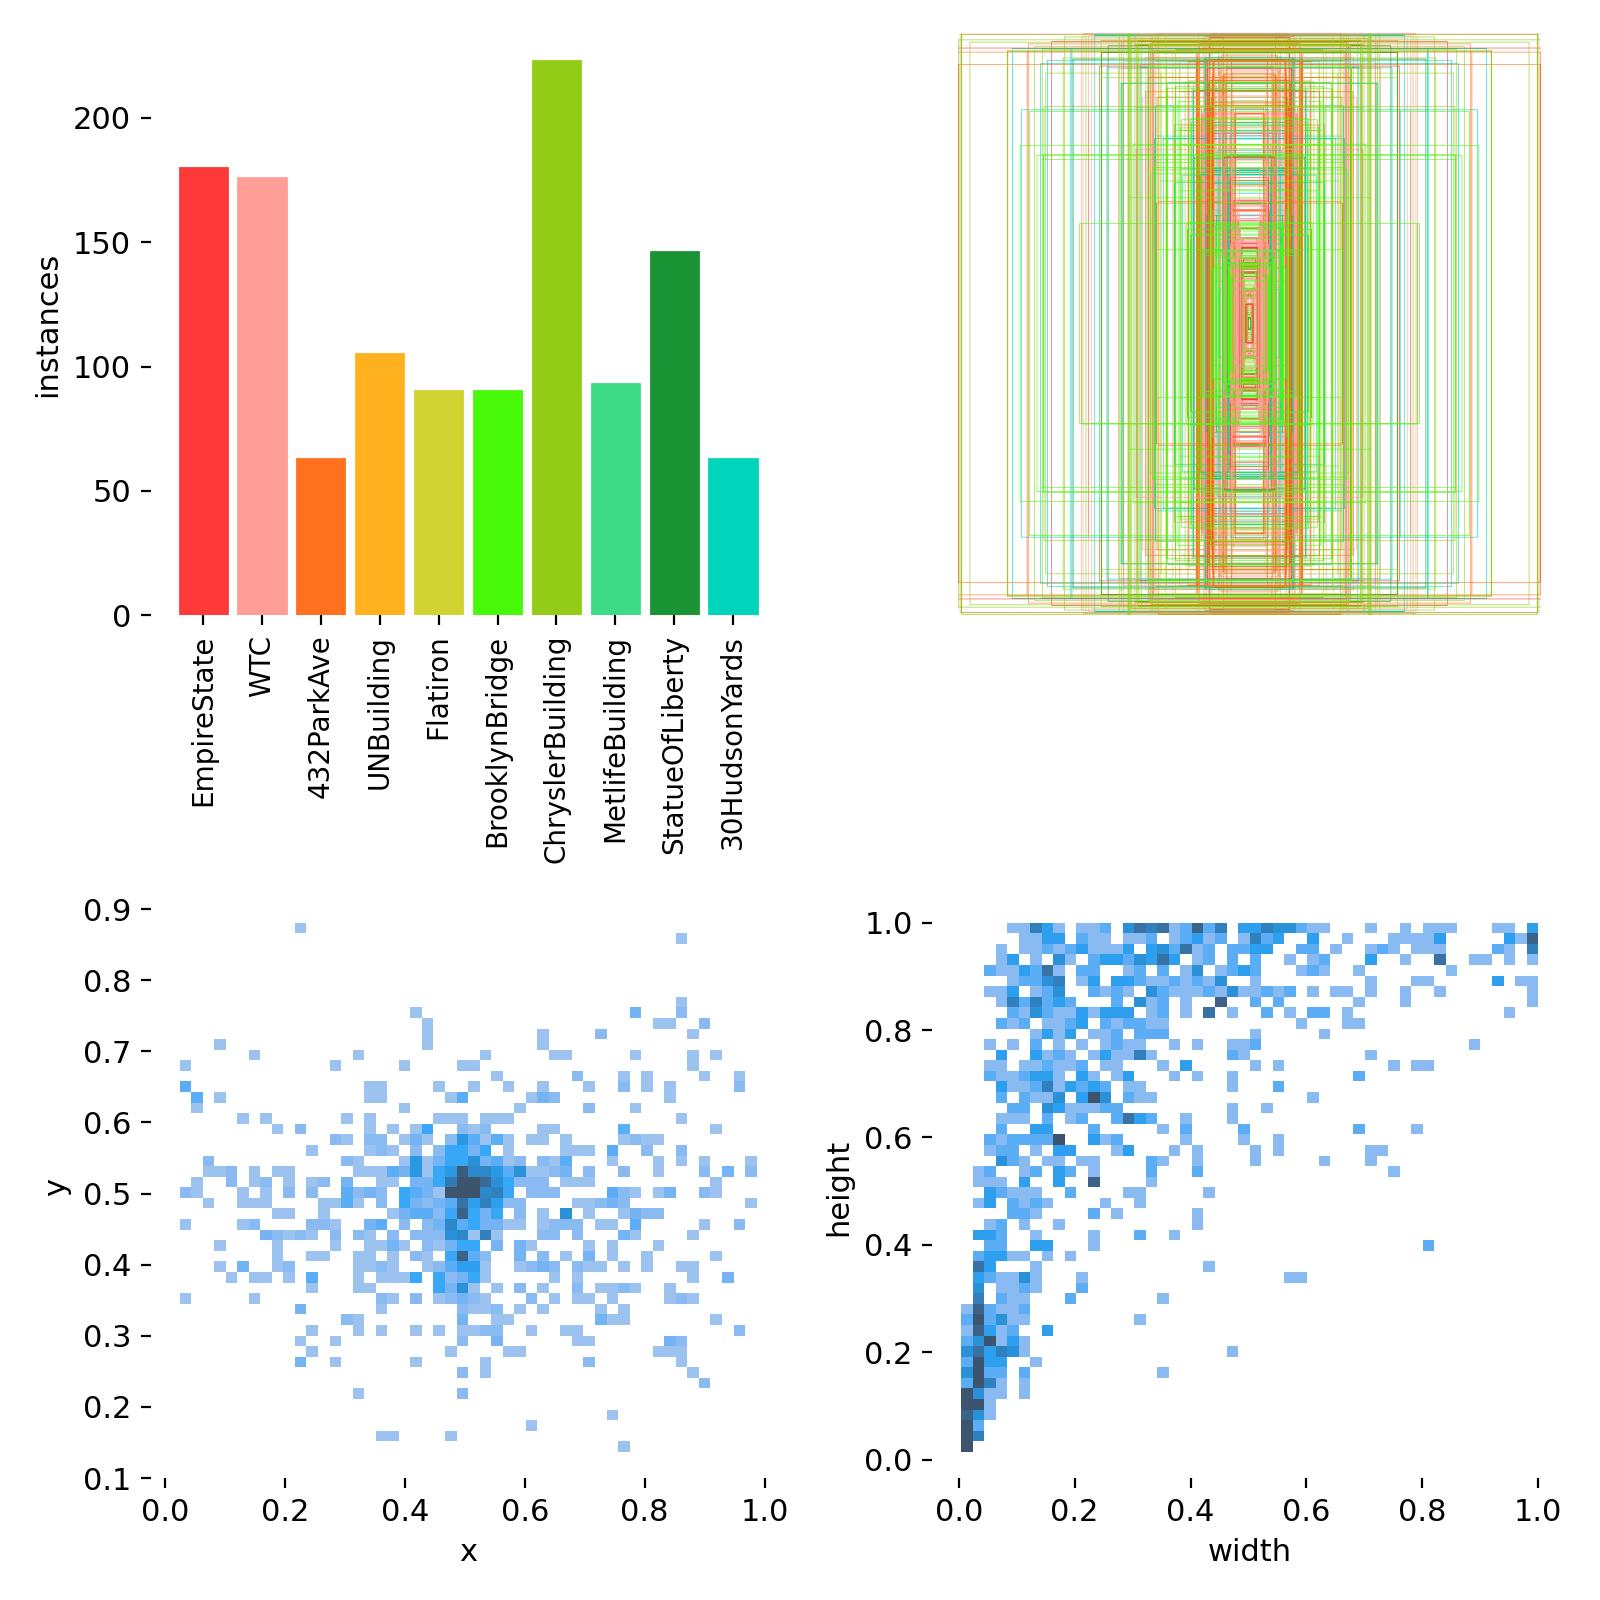 instances
200
150
100
50
0
EmpireState
WTC
432ParkAve
UNBuilding
Flatiron
BrooklynBridge
ChryslerBuilding
MetlifeBuilding
StatueOfLiberty
30HudsonYards
y
0.9
0.8
0.7
0.6
0.5
0.4
0.3
0.2
0.1
0.0 0.2 0.4 0.6 0.8 1.0
x
height
1.0
0.8
0.6
0.4
0.2
0.0
0.0 0.2 0.4 0.6 0.8 1.0
width